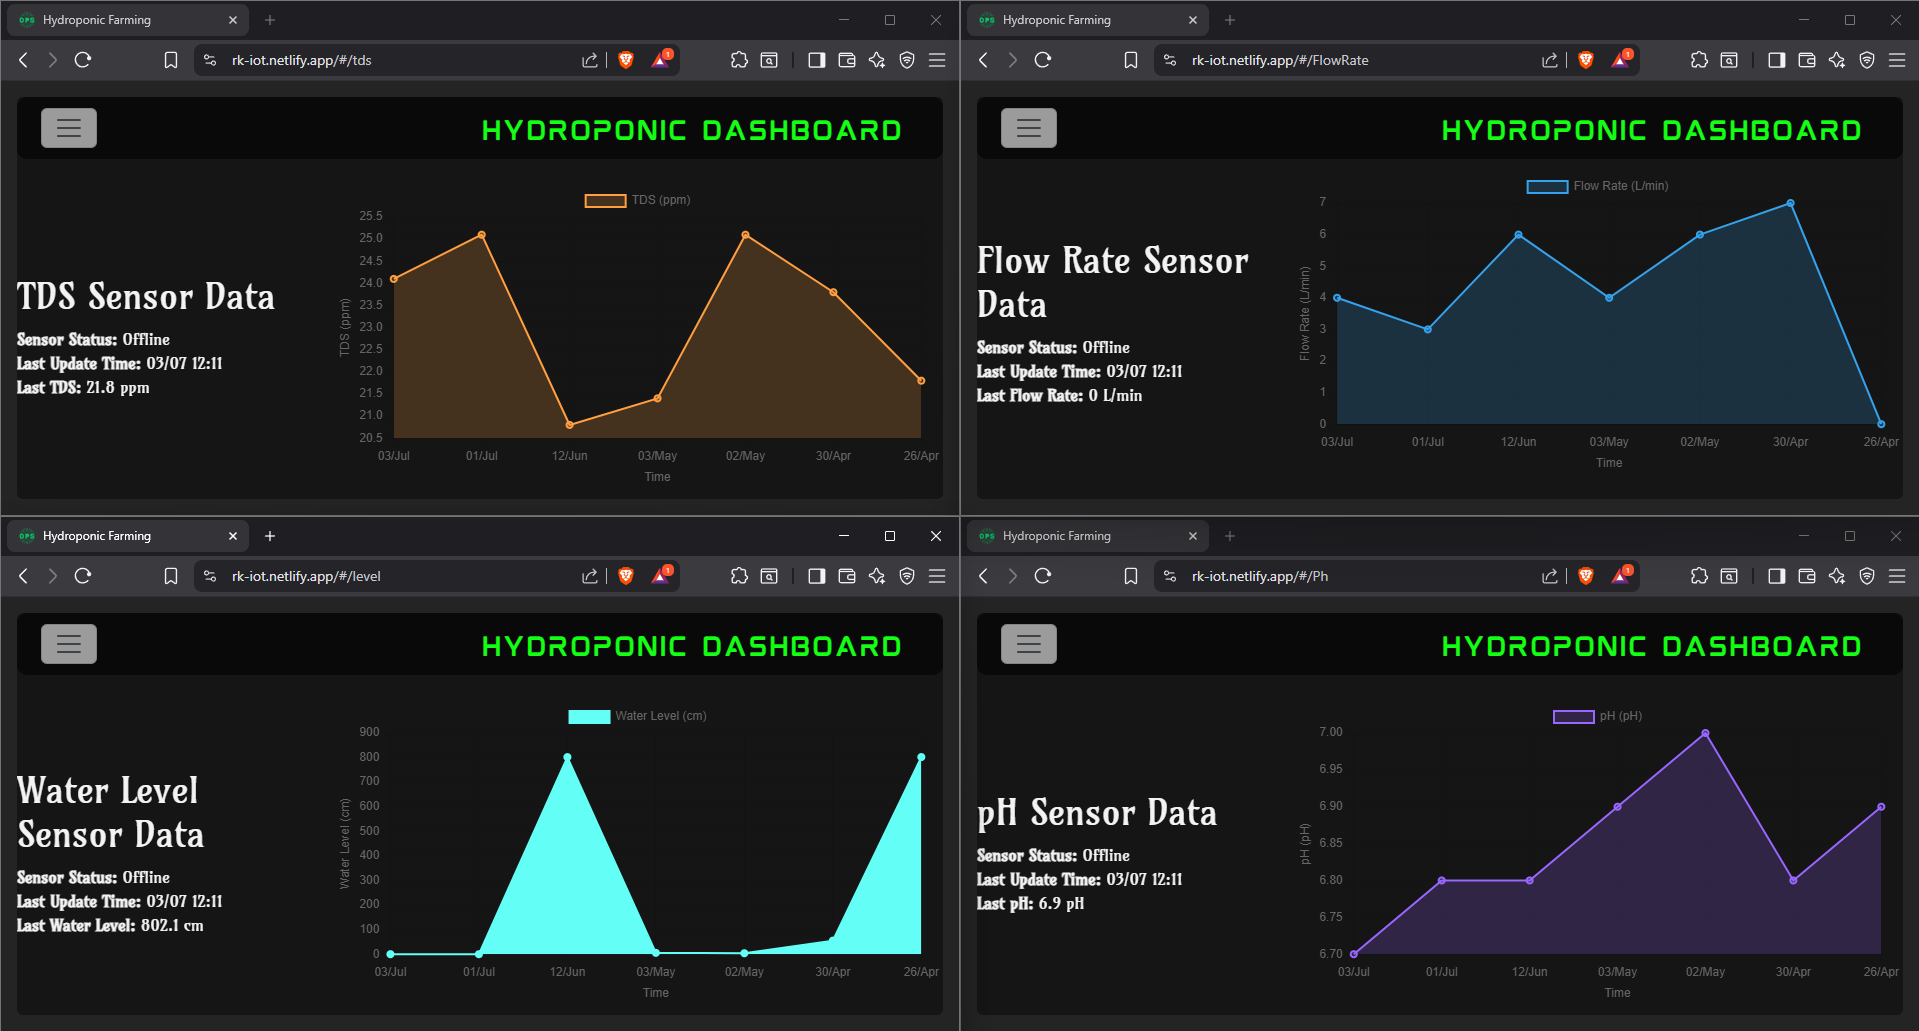 Hydroponic Farming
rk-iot.netlify.app/#/tds
1
HYDROPONIC DASHBOARD
TDS Sensor Data
Sensor Status: Offline
Last Update Time: 03/07 12:11
Last TDS: 21.8 ppm
TDS (ppm)
TDS (ppm)
25.5
25.0
24.5
24.0
23.5
23.0
22.5
22.0
21.5
21.0
20.5
03/Jul 01/Jul 12/Jun 03/May 02/May 30/Apr 26/Apr
Time
Hydroponic Farming
rk-iot.netlify.app/#/FlowRate
1
HYDROPONIC DASHBOARD
Flow Rate Sensor
Data
Sensor Status: Offline
Last Update Time: 03/07 12:11
Last Flow Rate: 0 L/min
Flow Rate (L/min)
Flow Rate (L/min)
7
6
5
4
3
2
1
0
03/Jul 01/Jul 12/Jun 03/May 02/May 30/Apr 26/Apr
Time
Hydroponic Farming
rk-iot.netlify.app/#/level
1
HYDROPONIC DASHBOARD
Water Level
Sensor Data
Sensor Status: Offline
Last Update Time: 03/07 12:11
Last Water Level: 802.1 cm
Water Level (cm)
Water Level (cm)
900
800
700
600
500
400
300
200
100
0
03/Jul 01/Jul 12/Jun 03/May 02/May 30/Apr 26/Apr
Time
Hydroponic Farming
rk-iot.netlify.app/#/Ph
1
HYDROPONIC DASHBOARD
pH Sensor Data
Sensor Status: Offline
Last Update Time: 03/07 12:11
Last pH: 6.9 pH
pH (pH)
pH (pH)
7.00
6.95
6.90
6.85
6.80
6.75
6.70
03/Jul 01/Jul 12/Jun 03/May 02/May 30/Apr 26/Apr
Time